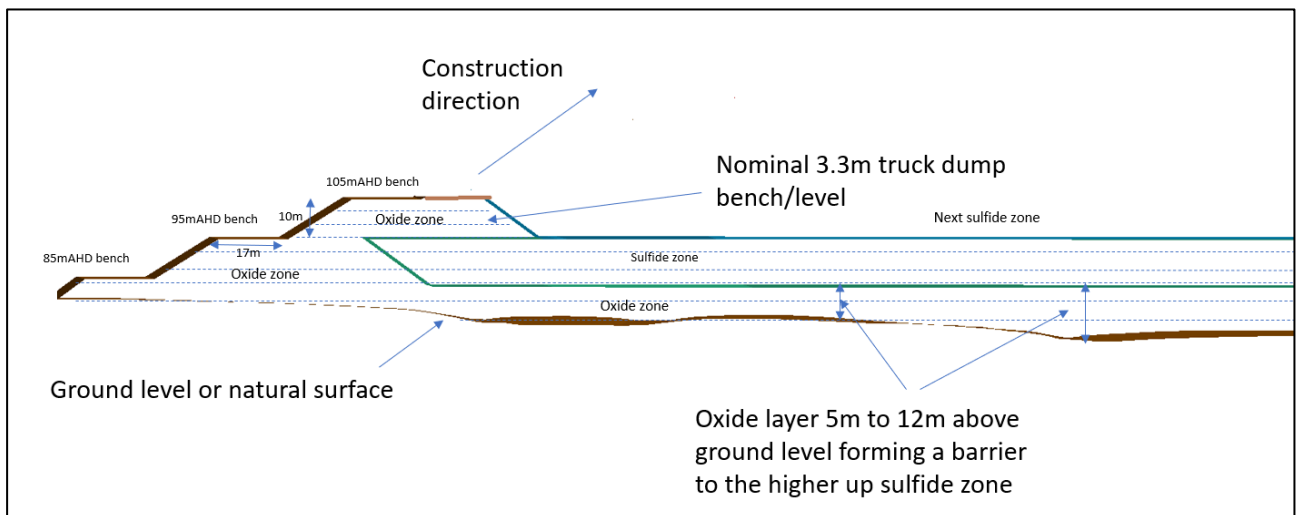 Construction
direction
Nominal 3.3m truck dump
bench/level
105mAHD bench
10m
Oxide zone
95mAHD bench
Next sulfide zone
17m
85mAHD bench
Sulfide zone
Oxide zone
Oxide zone
Ground level or natural surface
Oxide layer 5m to 12m above
ground level forming a barrier
to the higher up sulfide zone